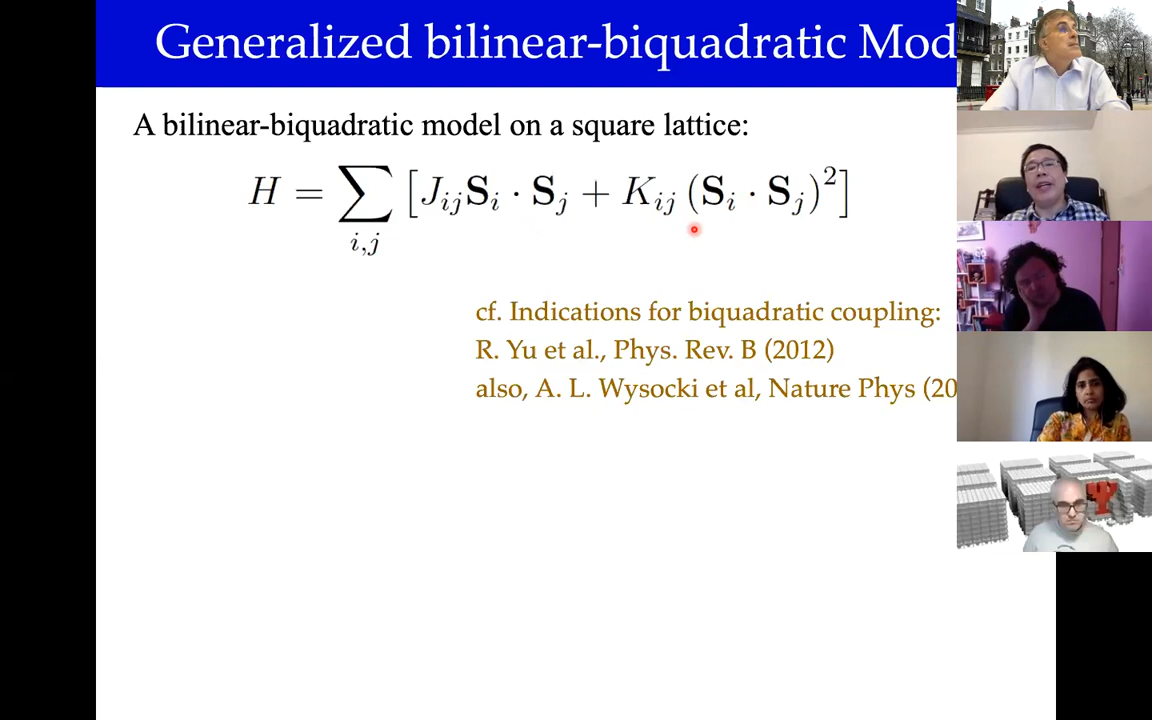 Generalized bilinear-biquadratic Mod
A bilinear-biquadratic model on a square lattice:
H = ∑_{i,j} [J_{ij} S_i · S_j + K_{ij} (S_i · S_j)^2]
cf. Indications for biquadratic coupling:
R. Yu et al., Phys. Rev. B (2012)
also, A. L. Wysocki et al, Nature Phys (20